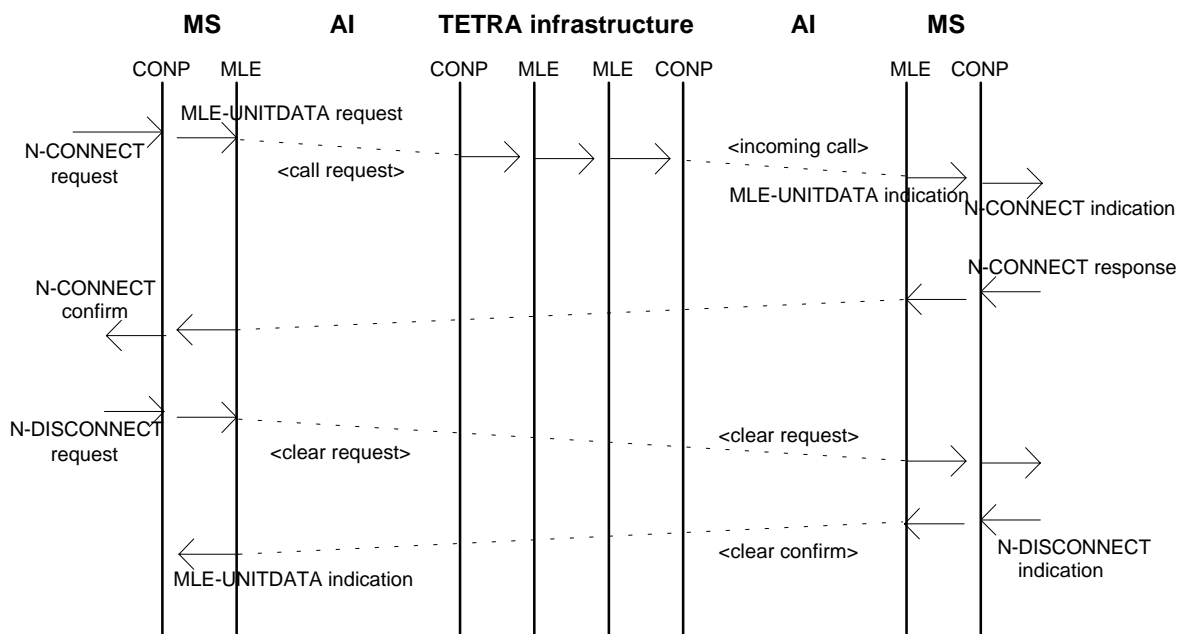 MS AI TETRA infrastructure AI MS
CONP MLE CONP MLE MLE CONP MLE CONP
MLE-UNITDATA request
N-CONNECT
request
<call request>
<incoming call>
MLE-UNITDATA indication
N-CONNECT indication
N-CONNECT response
N-CONNECT
confirm
N-DISCONNECT
request
<clear request>
<clear request>
<clear confirm>
N-DISCONNECT
indication
MLE-UNITDATA indication